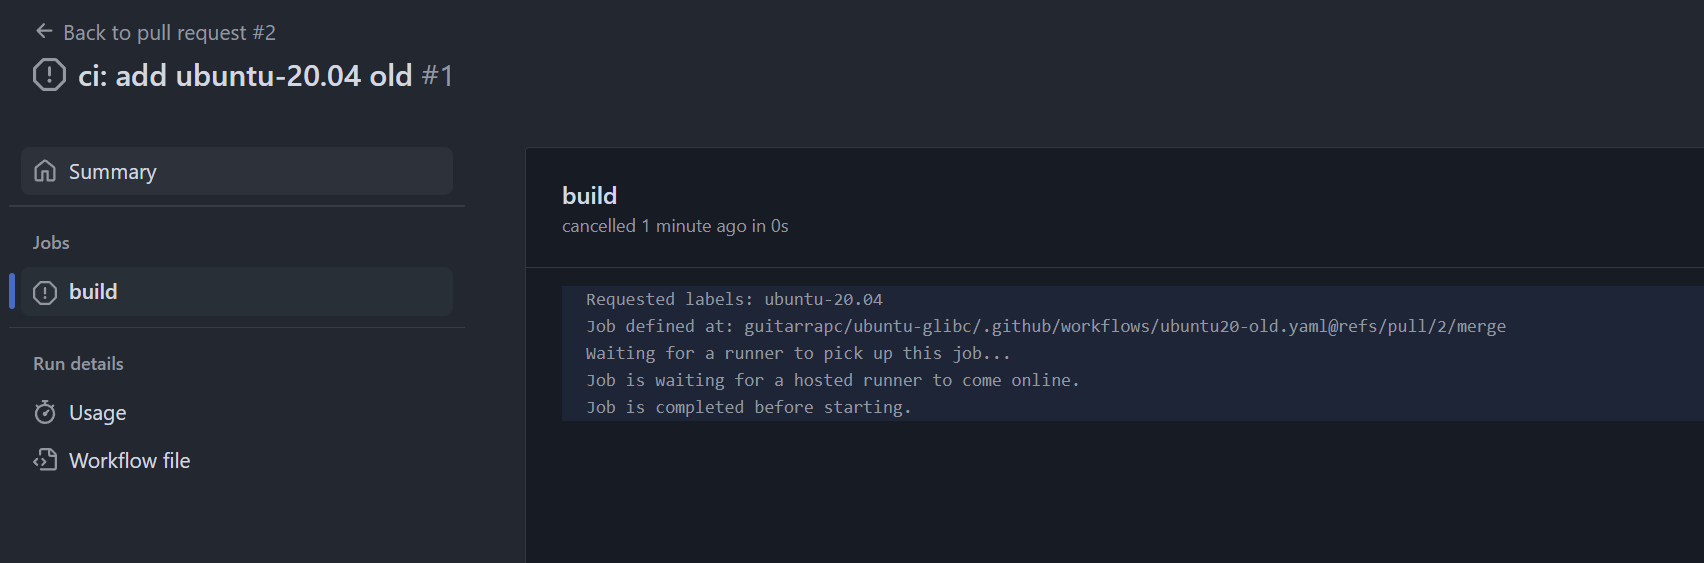 Back to pull request #2
ci: add ubuntu-20.04 old #1
Summary
Jobs
build
Run details
Usage
Workflow file
build
cancelled 1 minute ago in 0s
Requested labels: ubuntu-20.04
Job defined at: guitarrapc/ubuntu-glibc/.github/workflows/ubuntu20-old.yaml@refs/pull/2/merge
Waiting for a runner to pick up this job...
Job is waiting for a hosted runner to come online.
Job is completed before starting.